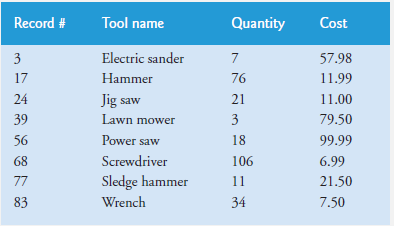 Record # Tool name Quantity Cost
3 Electric sander 7 57.98
17 Hammer 76 11.99
24 Jig saw 21 11.00
39 Lawn mower 3 79.50
56 Power saw 18 99.99
68 Screwdriver 106 6.99
77 Sledge hammer 11 21.50
83 Wrench 34 7.50